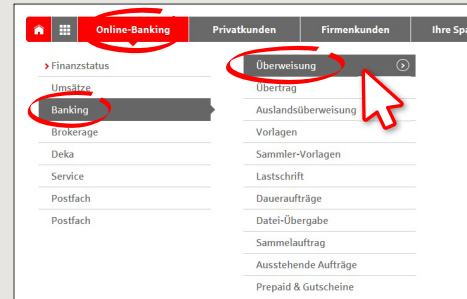 Online-Banking
Privatkunden
Firmenkunden
Ihre Spa
Finanzstatus
Umsätze
Banking
Brokerage
Deka
Service
Postfach
Postfach
Überweisung
Übertrag
Auslandsüberweisung
Vorlagen
Sammler-Vorlagen
Lastschrift
Daueraufträge
Datei-Übergabe
Sammelauftrag
Ausstehende Aufträge
Prepaid & Gutscheine